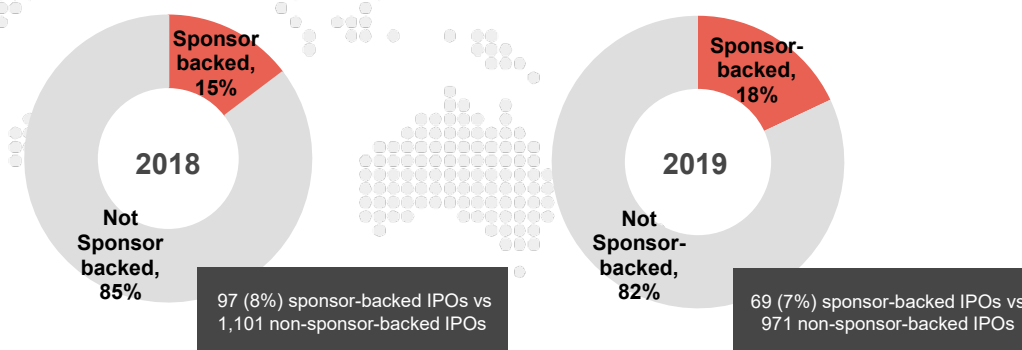 Sponsor
backed,
15%
2018
Not
Sponsor
backed,
85%
97 (8%) sponsor-backed IPOs vs
1,101 non-sponsor-backed IPOs
Sponsor-
backed,
18%
2019
Not
Sponsor-
backed,
82%
69 (7%) sponsor-backed IPOs vs
971 non-sponsor-backed IPOs